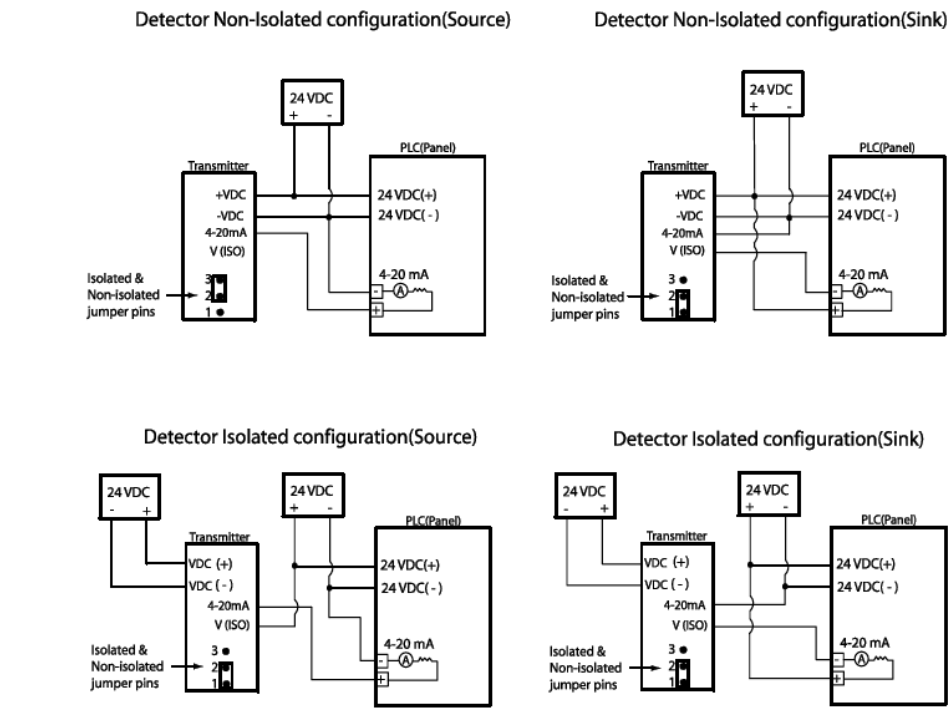 Detector Non-Isolated configuration(Source)
24 VDC
+ -
PLC(Panel)
Transmitter
+VDC
-VDC
4-20mA
V (ISO)
24 VDC(+)
24 VDC( - )
4-20 mA
- A
+
Isolated &
Non-isolated
jumper pins
3
2
1
Detector Non-Isolated configuration(Sink)
24 VDC
+ -
PLC(Panel)
Transmitter
+VDC
-VDC
4-20mA
V (ISO)
24 VDC(+)
24 VDC( - )
4-20 mA
- A
+
Isolated &
Non-isolated
jumper pins
3
2
1
Detector Isolated configuration(Source)
24 VDC
- +
24 VDC
+ -
PLC(Panel)
Transmitter
VDC (+)
VDC ( - )
4-20mA
V (ISO)
24 VDC(+)
24 VDC( - )
4-20 mA
- A
+
Isolated &
Non-isolated
jumper pins
3
2
1
Detector Isolated configuration(Sink)
24 VDC
- +
24 VDC
+ -
PLC(Panel)
Transmitter
VDC (+)
VDC ( - )
4-20mA
V (ISO)
24 VDC(+)
24 VDC( - )
4-20 mA
- A
+
Isolated &
Non-isolated
jumper pins
3
2
1